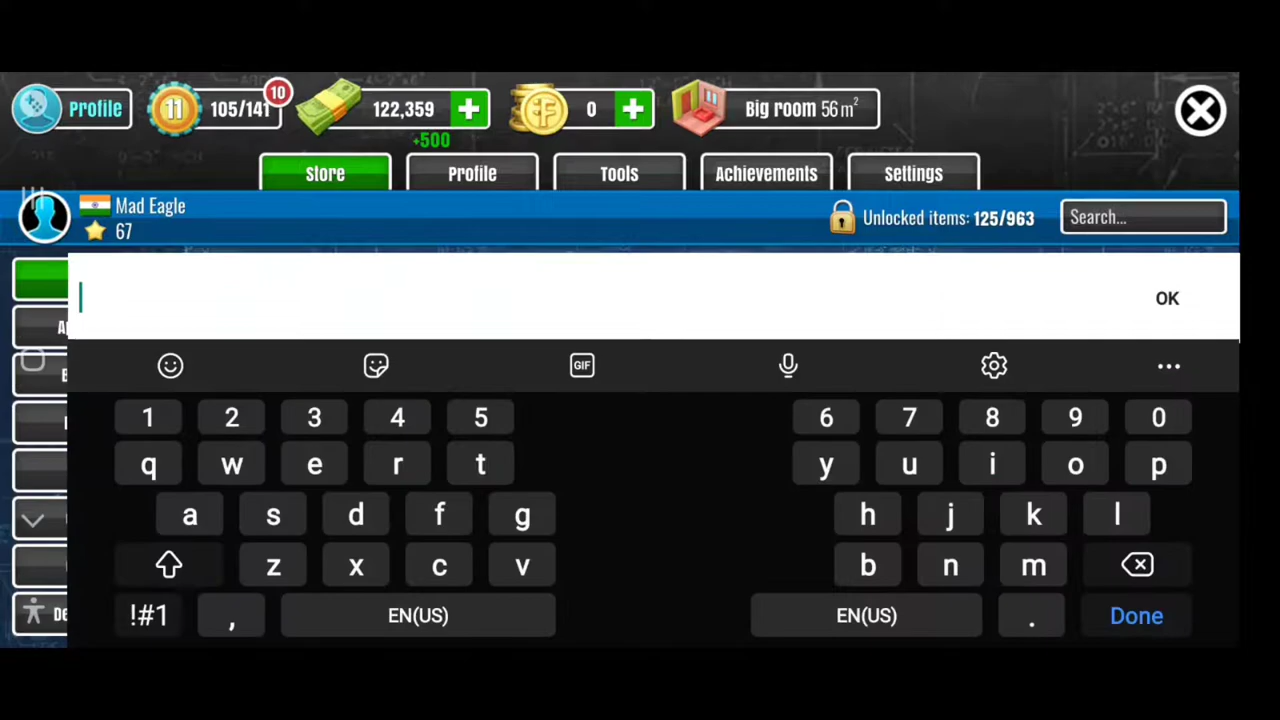 Profile
11
105/141
10
122,359
+500
0
Big room 56 m²
Store
Profile
Tools
Achievements
Settings
Mad Eagle
67
Unlocked items: 125/963
Search...
OK
GIF
1 2 3 4 5 6 7 8 9 0
q w e r t y u i o p
a s d f g h j k l
z x c v b n m
!#1 , EN(US) EN(US) . Done
De